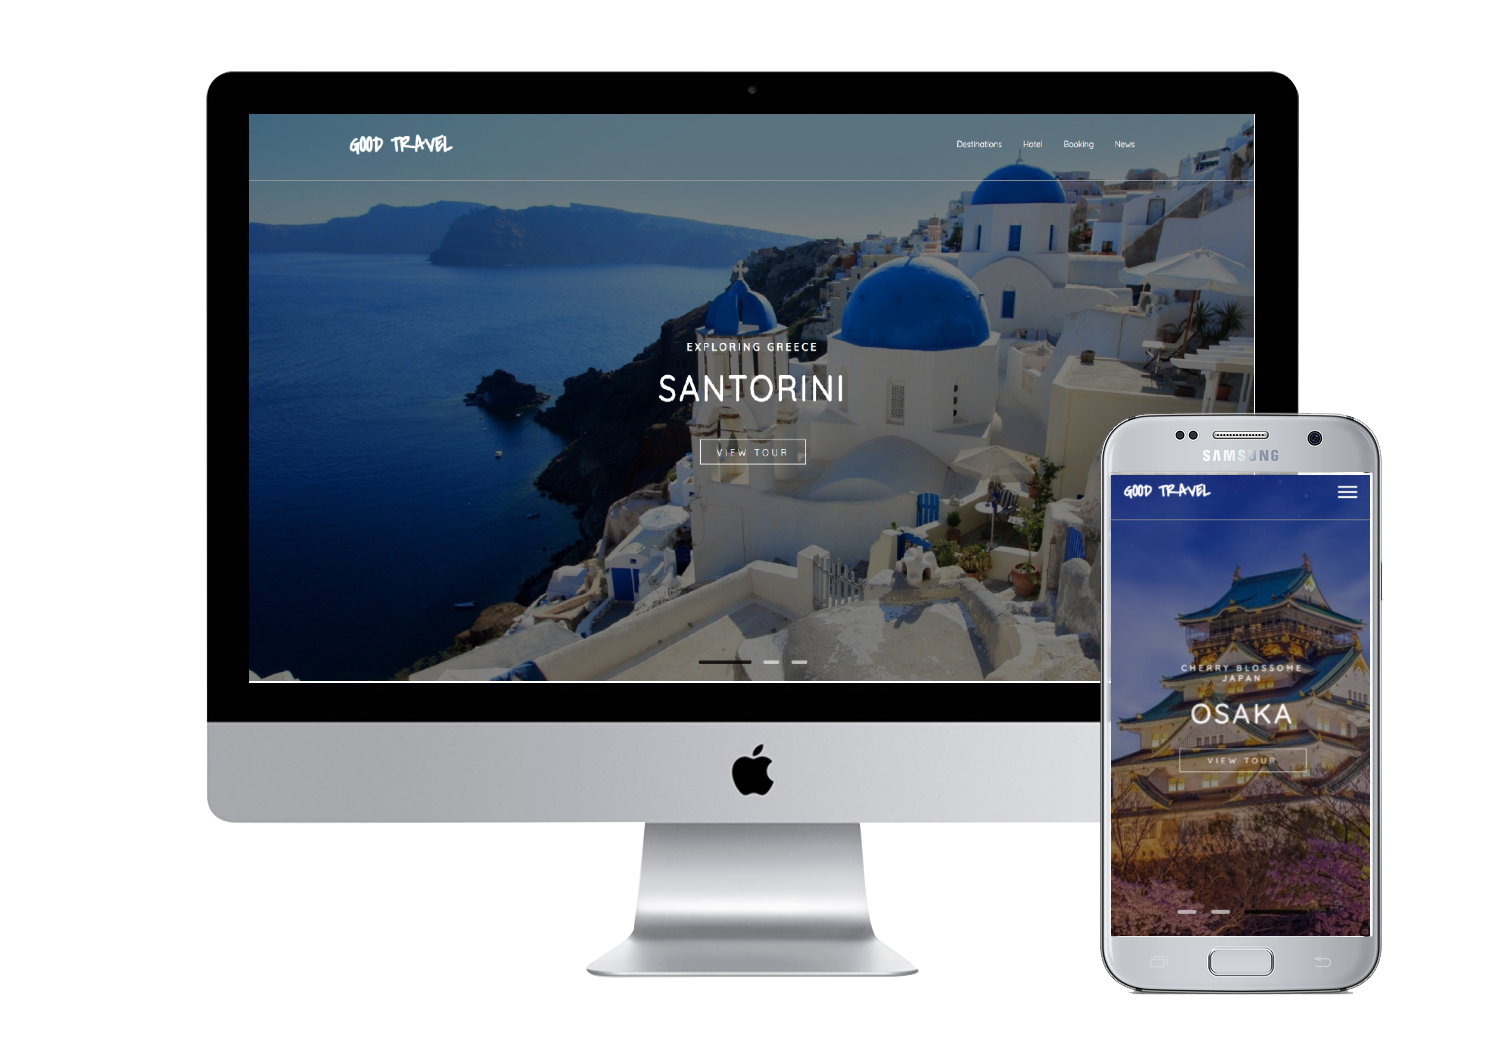 GOOD TRAVEL
Destinations Hotel Booking News
EXPLORING GREECE
SANTORINI
VIEW TOUR
SAMSUNG
GOOD TRAVEL
CHERRY BLOSSOME
JAPAN
OSAKA
VIEW TOUR